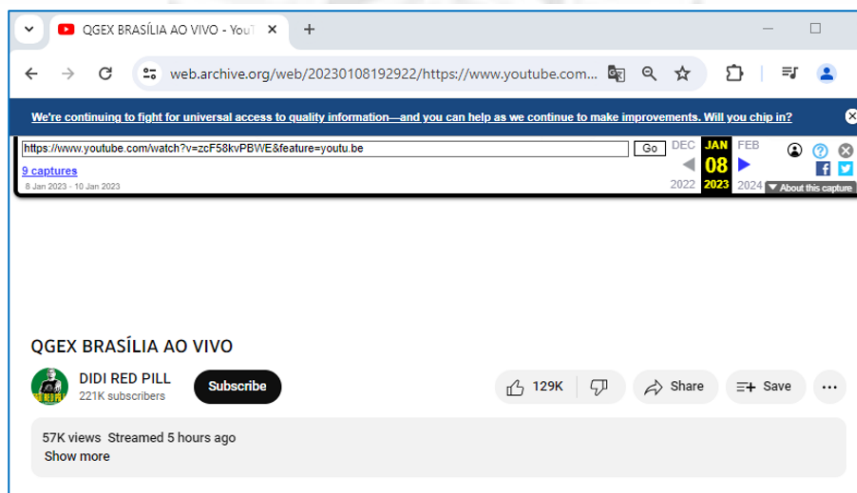 QGEX BRASÍLIA AO VIVO - YouT
web.archive.org/web/20230108192922/https://www.youtube.com...
We're continuing to fight for universal access to quality information—and you can help as we continue to make improvements. Will you chip in?
https://www.youtube.com/watch?v=zcF58kvPBWE&feature=youtu.be Go DEC JAN FEB
9 captures 08
8 Jan 2023 - 10 Jan 2023 2022 2023 2024 ▼ About this capture
QGEX BRASÍLIA AO VIVO
DIDI RED PILL
221K subscribers
Subscribe 129K Share Save ...
57K views Streamed 5 hours ago
Show more